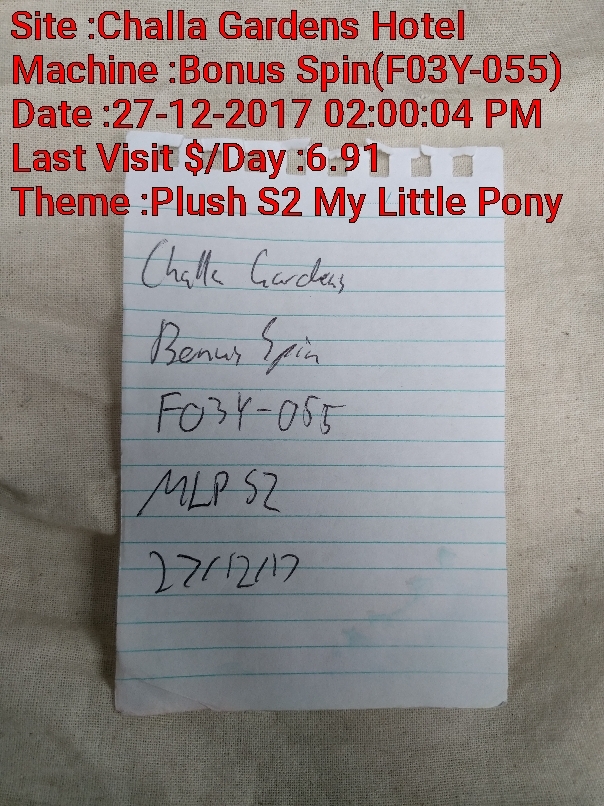 Site :Challa Gardens Hotel
Machine :Bonus Spin(F03Y-055)
Date :27-12-2017 02:00:04 PM
Last Visit $/Day :6.91
Theme :Plush S2 My Little Pony
Challa Gardens
Bonus Spin
F03Y-055
MLP S2
27/12/17